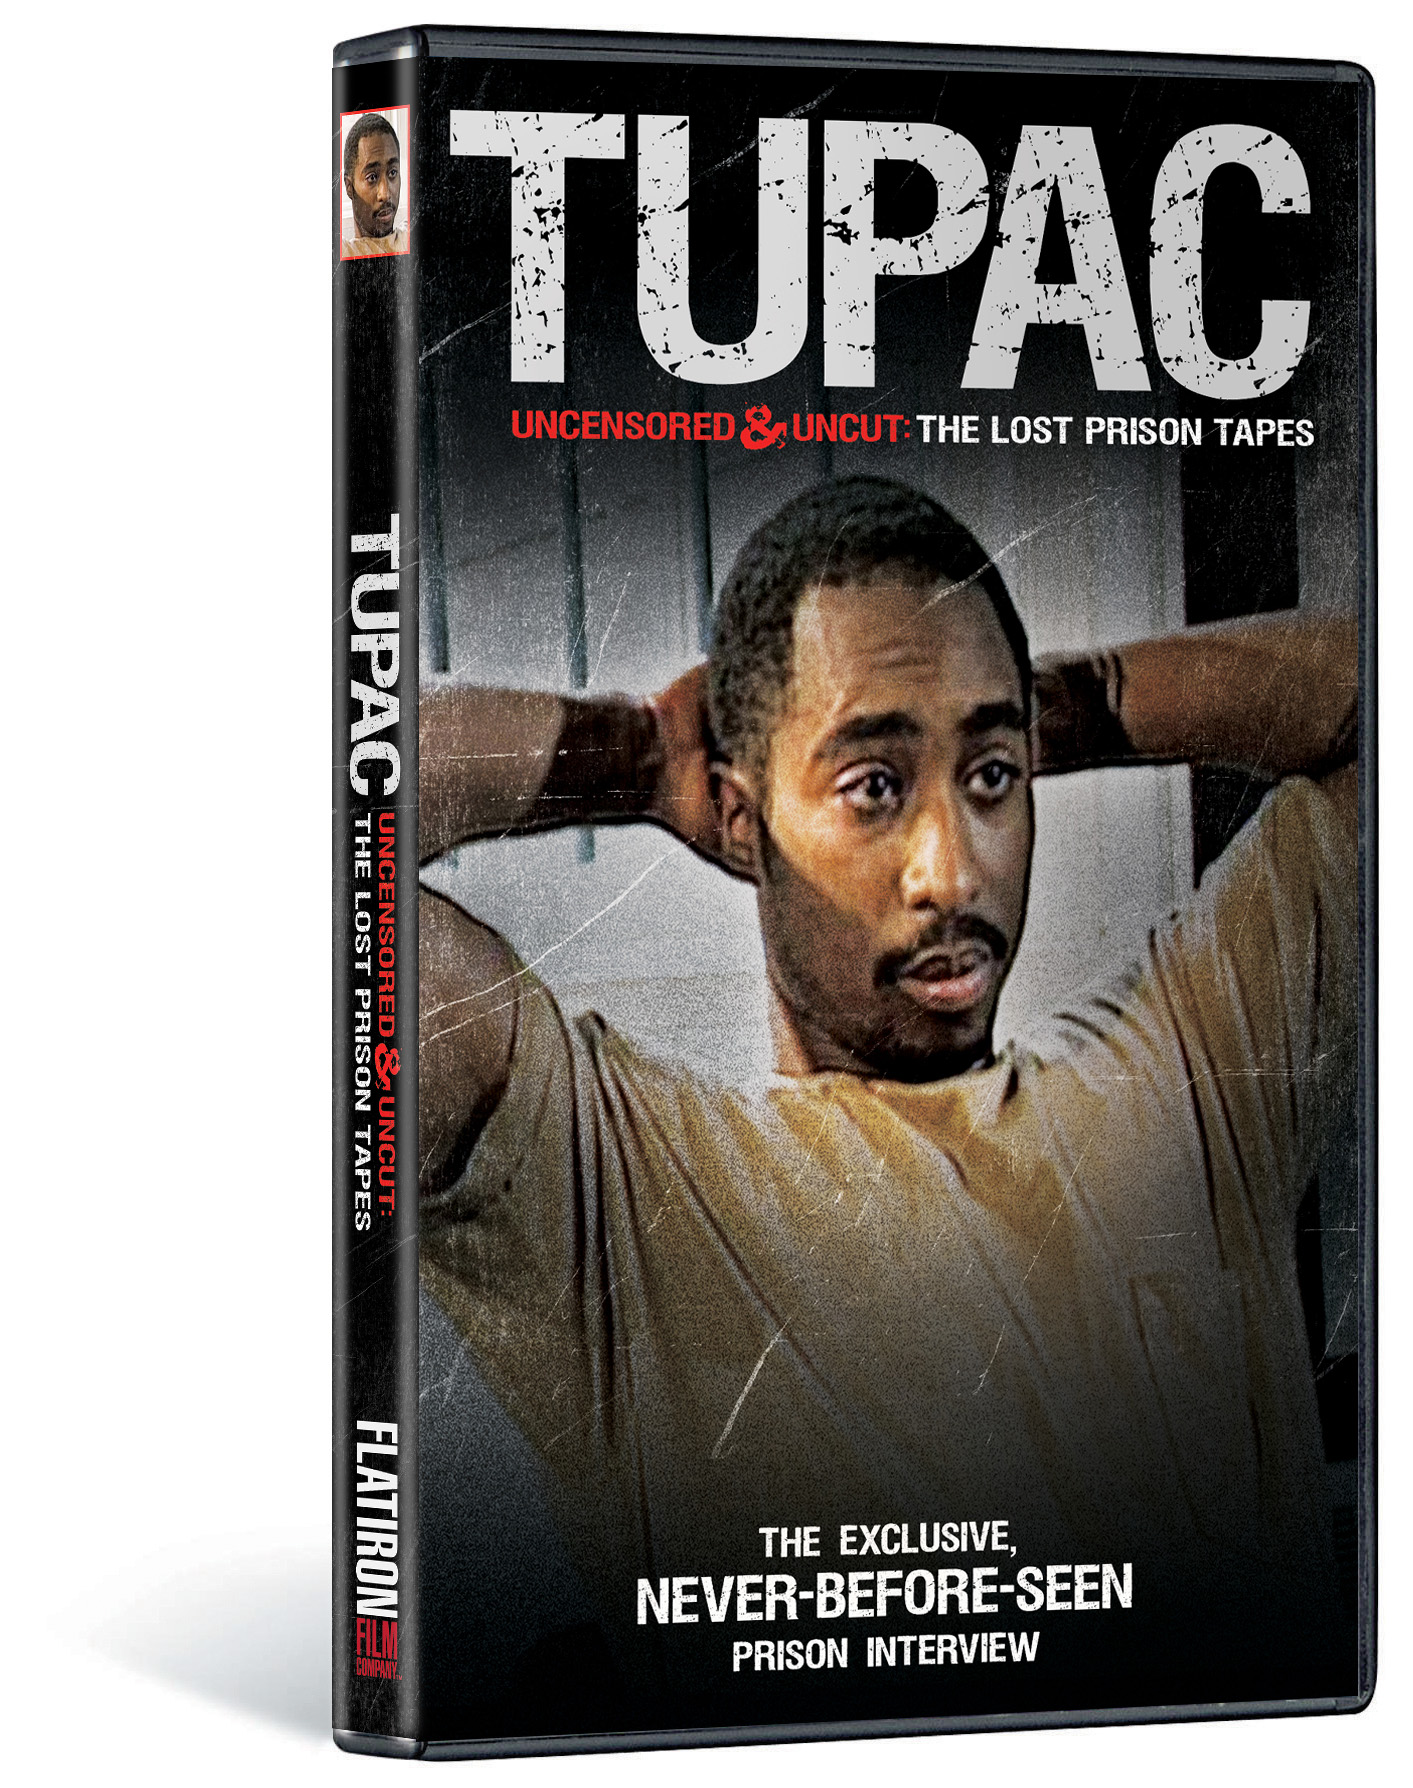 TUPAC
UNCENSORED & UNCUT: THE LOST PRISON TAPES
THE EXCLUSIVE,
NEVER-BEFORE-SEEN
PRISON INTERVIEW
TUPAC
UNCENSORED & UNCUT:
THE LOST PRISON TAPES
FLATIRON
FILM
COMPANY